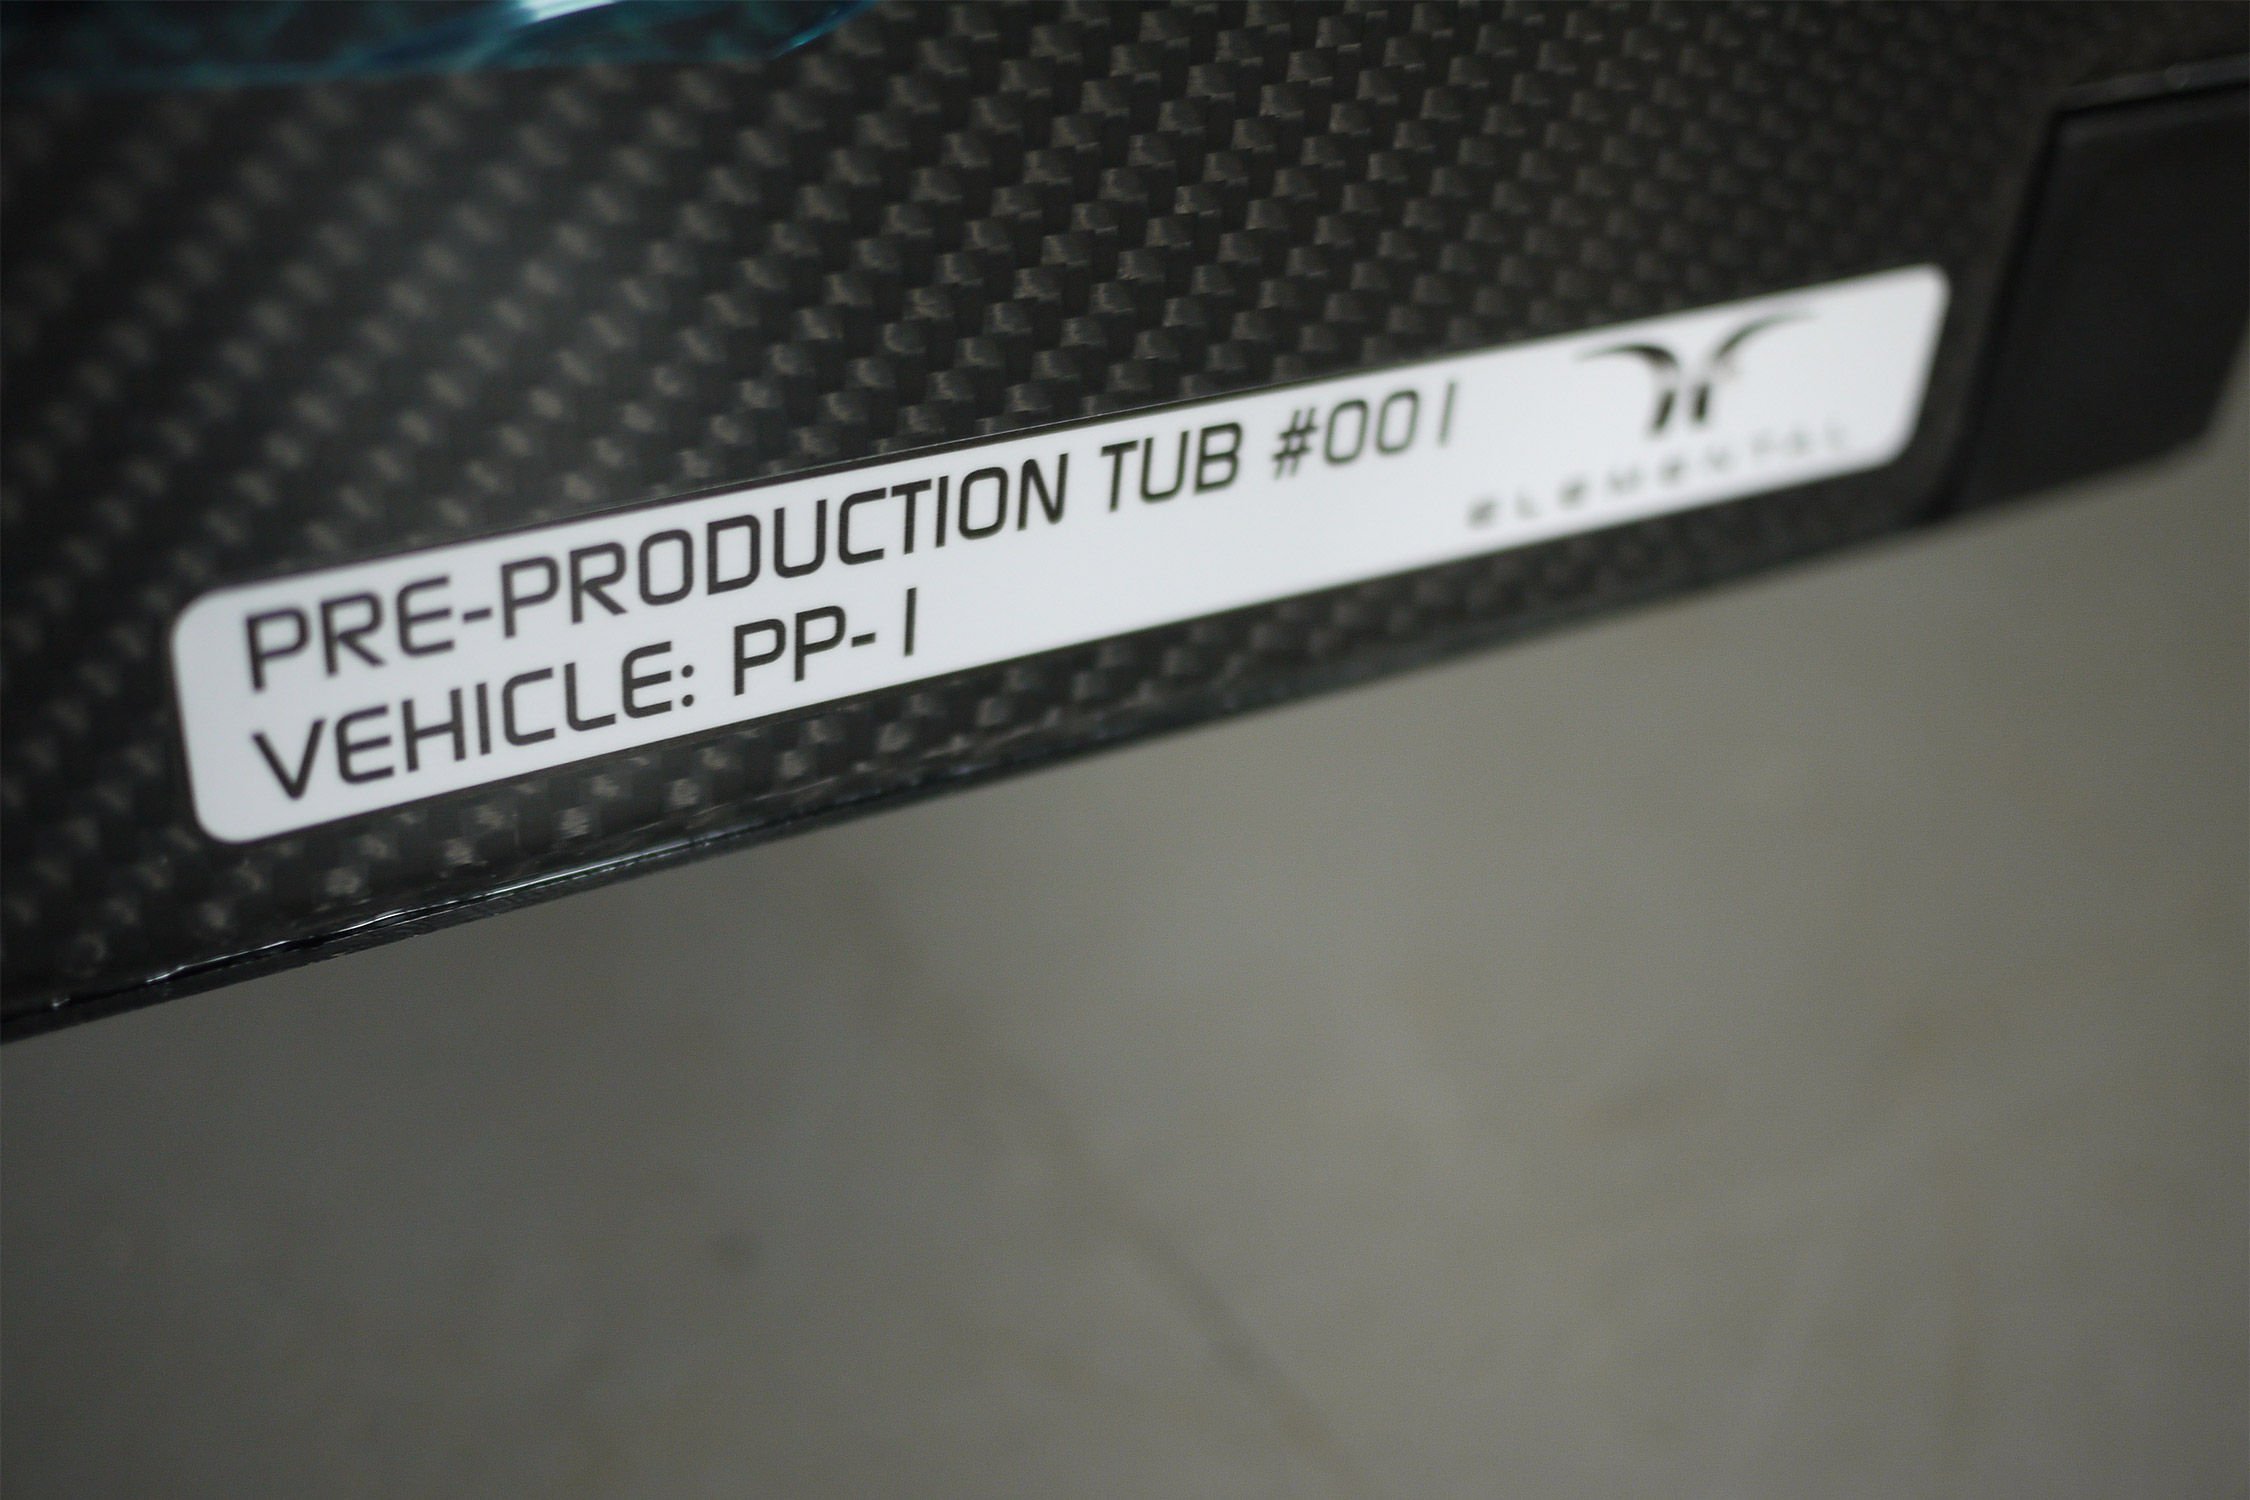 PRE-PRODUCTION TUB #001
VEHICLE: PP-1
eLeMeNTAL